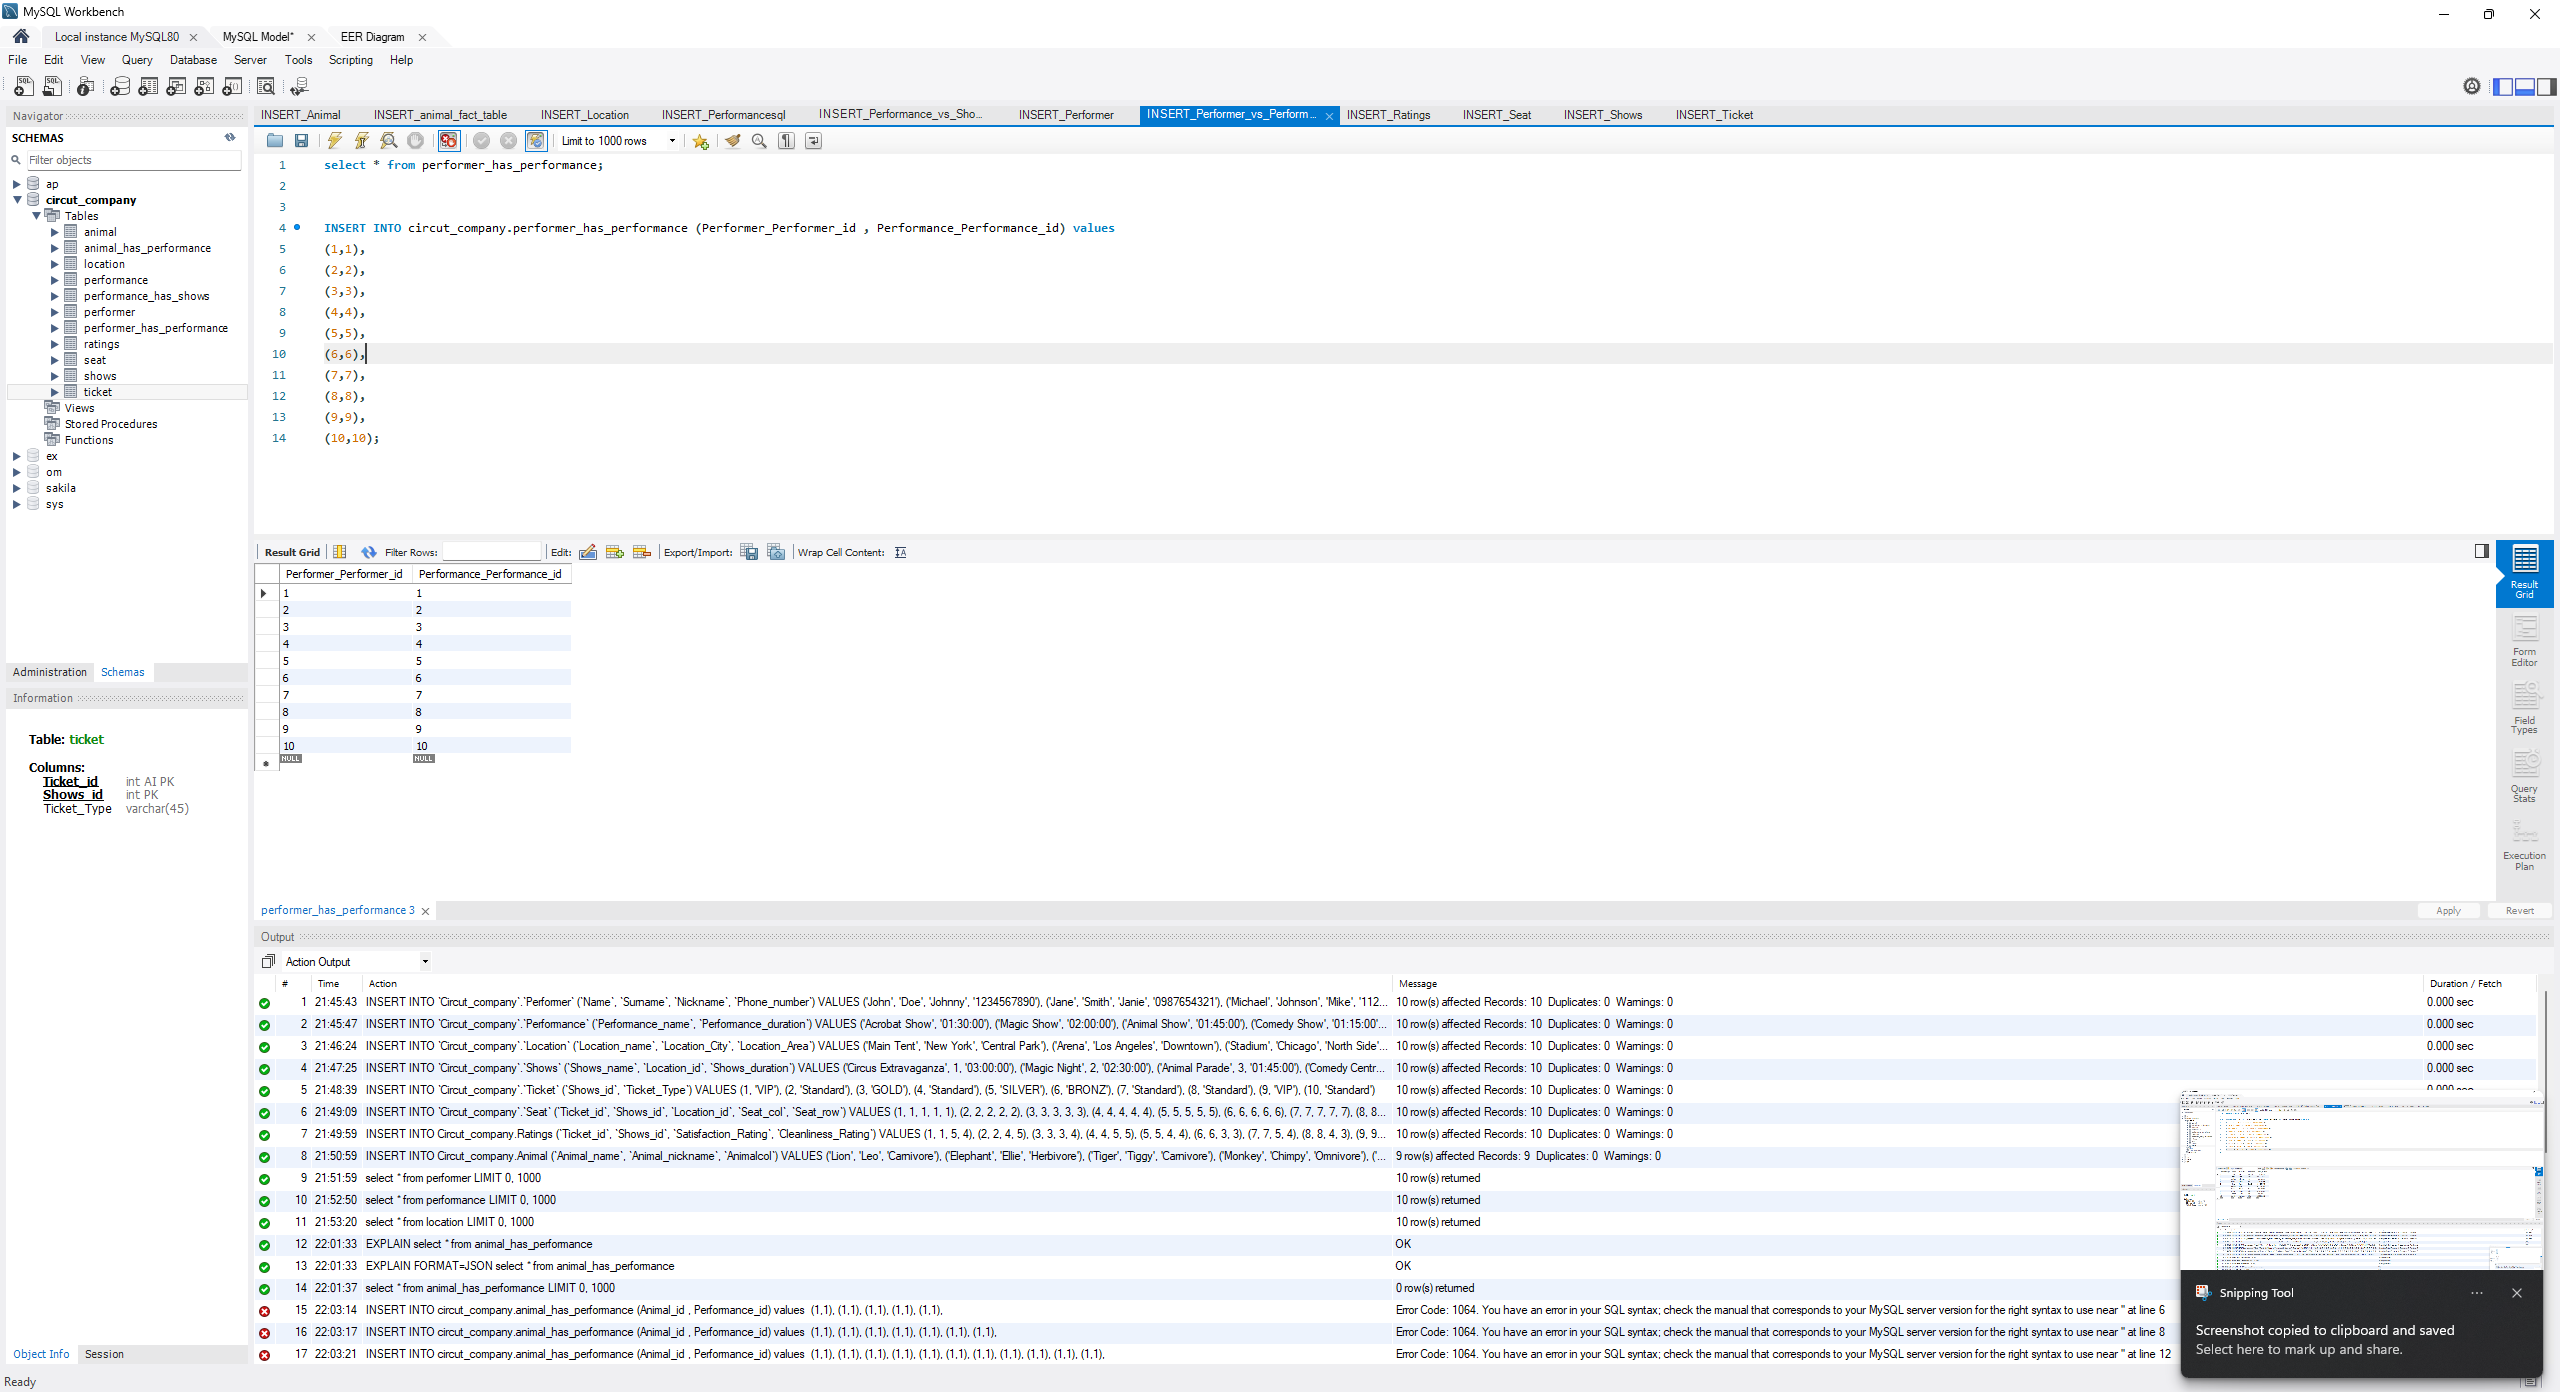 MySQL Workbench
Local instance MySQL80
MySQL Model*
EER Diagram
File Edit View Query Database Server Tools Scripting Help
Navigator
SCHEMAS
Filter objects
ap
circut_company
Tables
animal
animal_has_performance
location
performance
performance_has_shows
performer
performer_has_performance
ratings
seat
shows
ticket
Views
Stored Procedures
Functions
ex
om
sakila
sys
Administration Schemas
Information
Table: ticket
Columns:
Ticket_id int AI PK
Shows_id int PK
Ticket_Type varchar(45)
Object Info Session
Ready
INSERT_Animal INSERT_animal_fact_table INSERT_Location INSERT_Performancesql INSERT_Performance_vs_Sho... INSERT_Performer INSERT_Performer_vs_Perform... INSERT_Ratings INSERT_Seat INSERT_Shows INSERT_Ticket
Limit to 1000 rows
1 select * from performer_has_performance;
2
3
4 INSERT INTO circut_company.performer_has_performance (Performer_Performer_id , Performance_Performance_id) values
5 (1,1),
6 (2,2),
7 (3,3),
8 (4,4),
9 (5,5),
10 (6,6),
11 (7,7),
12 (8,8),
13 (9,9),
14 (10,10);
Result Grid Filter Rows: Edit: Export/Import: Wrap Cell Content:
Performer_Performer_id Performance_Performance_id
1 1
2 2
3 3
4 4
5 5
6 6
7 7
8 8
9 9
10 10
NULL NULL
Result Grid
Form Editor
Field Types
Query Stats
Execution Plan
performer_has_performance 3
Apply Revert
Output
Action Output
# Time Action Message Duration / Fetch
1 21:45:43 INSERT INTO `Circut_company`.`Performer` (`Name`, `Surname`, `Nickname`, `Phone_number`) VALUES ('John', 'Doe', 'Johnny', '1234567890'), ('Jane', 'Smith', 'Janie', '0987654321'), ('Michael', 'Johnson', 'Mike', '112... 10 row(s) affected Records: 10 Duplicates: 0 Warnings: 0 0.000 sec
2 21:45:47 INSERT INTO `Circut_company`.`Performance` (`Performance_name`, `Performance_duration`) VALUES ('Acrobat Show', '01:30:00'), ('Magic Show', '02:00:00'), ('Animal Show', '01:45:00'), ('Comedy Show', '01:15:00'... 10 row(s) affected Records: 10 Duplicates: 0 Warnings: 0 0.000 sec
3 21:46:24 INSERT INTO `Circut_company`.`Location` (`Location_name`, `Location_City`, `Location_Area`) VALUES ('Main Tent', 'New York', 'Central Park'), ('Arena', 'Los Angeles', 'Downtown'), ('Stadium', 'Chicago', 'North Side'... 10 row(s) affected Records: 10 Duplicates: 0 Warnings: 0 0.000 sec
4 21:47:25 INSERT INTO `Circut_company`.`Shows` (`Shows_name`, `Location_id`, `Shows_duration`) VALUES ('Circus Extravaganza', 1, '03:00:00'), ('Magic Night', 2, '02:30:00'), ('Animal Parade', 3, '01:45:00'), ('Comedy Centr... 10 row(s) affected Records: 10 Duplicates: 0 Warnings: 0 0.000 sec
5 21:48:39 INSERT INTO `Circut_company`.`Ticket` (`Shows_id`, `Ticket_Type`) VALUES (1, 'VIP'), (2, 'Standard'), (3, 'GOLD'), (4, 'Standard'), (5, 'SILVER'), (6, 'BRONZ'), (7, 'Standard'), (8, 'Standard'), (9, 'VIP'), (10, 'Standard') 10 row(s) affected Records: 10 Duplicates: 0 Warnings: 0
6 21:49:09 INSERT INTO `Circut_company`.`Seat` (`Ticket_id`, `Shows_id`, `Location_id`, `Seat_col`, `Seat_row`) VALUES (1, 1, 1, 1, 1), (2, 2, 2, 2, 2), (3, 3, 3, 3, 3), (4, 4, 4, 4, 4), (5, 5, 5, 5, 5), (6, 6, 6, 6, 6), (7, 7, 7, 7, 7), (8, 8... 10 row(s) affected Records: 10 Duplicates: 0 Warnings: 0
7 21:49:59 INSERT INTO Circut_company.Ratings (`Ticket_id`, `Shows_id`, `Satisfaction_Rating`, `Cleanliness_Rating`) VALUES (1, 1, 5, 4), (2, 2, 4, 5), (3, 3, 3, 4), (4, 4, 5, 5), (5, 5, 4, 4), (6, 6, 3, 3), (7, 7, 5, 4), (8, 8, 4, 3), (9, 9... 10 row(s) affected Records: 10 Duplicates: 0 Warnings: 0
8 21:50:59 INSERT INTO Circut_company.Animal (`Animal_name`, `Animal_nickname`, `Animalcol`) VALUES ('Lion', 'Leo', 'Carnivore'), ('Elephant', 'Ellie', 'Herbivore'), ('Tiger', 'Tiggy', 'Carnivore'), ('Monkey', 'Chimpy', 'Omnivore'), ('... 9 row(s) affected Records: 9 Duplicates: 0 Warnings: 0
9 21:51:59 select * from performer LIMIT 0, 1000 10 row(s) returned
10 21:52:50 select * from performance LIMIT 0, 1000 10 row(s) returned
11 21:53:20 select * from location LIMIT 0, 1000 10 row(s) returned
12 22:01:33 EXPLAIN select * from animal_has_performance OK
13 22:01:33 EXPLAIN FORMAT=JSON select * from animal_has_performance OK
14 22:01:37 select * from animal_has_performance LIMIT 0, 1000 0 row(s) returned
15 22:03:14 INSERT INTO circut_company.animal_has_performance (Animal_id , Performance_id) values (1,1), (1,1), (1,1), (1,1), (1,1), Error Code: 1064. You have an error in your SQL syntax; check the manual that corresponds to your MySQL server version for the right syntax to use near '' at line 6
16 22:03:17 INSERT INTO circut_company.animal_has_performance (Animal_id , Performance_id) values (1,1), (1,1), (1,1), (1,1), (1,1), (1,1), (1,1), Error Code: 1064. You have an error in your SQL syntax; check the manual that corresponds to your MySQL server version for the right syntax to use near '' at line 8
17 22:03:21 INSERT INTO circut_company.animal_has_performance (Animal_id , Performance_id) values (1,1), (1,1), (1,1), (1,1), (1,1), (1,1), (1,1), (1,1), (1,1), (1,1), (1,1), Error Code: 1064. You have an error in your SQL syntax; check the manual that corresponds to your MySQL server version for the right syntax to use near '' at line 12
Snipping Tool
Screenshot copied to clipboard and saved
Select here to mark up and share.